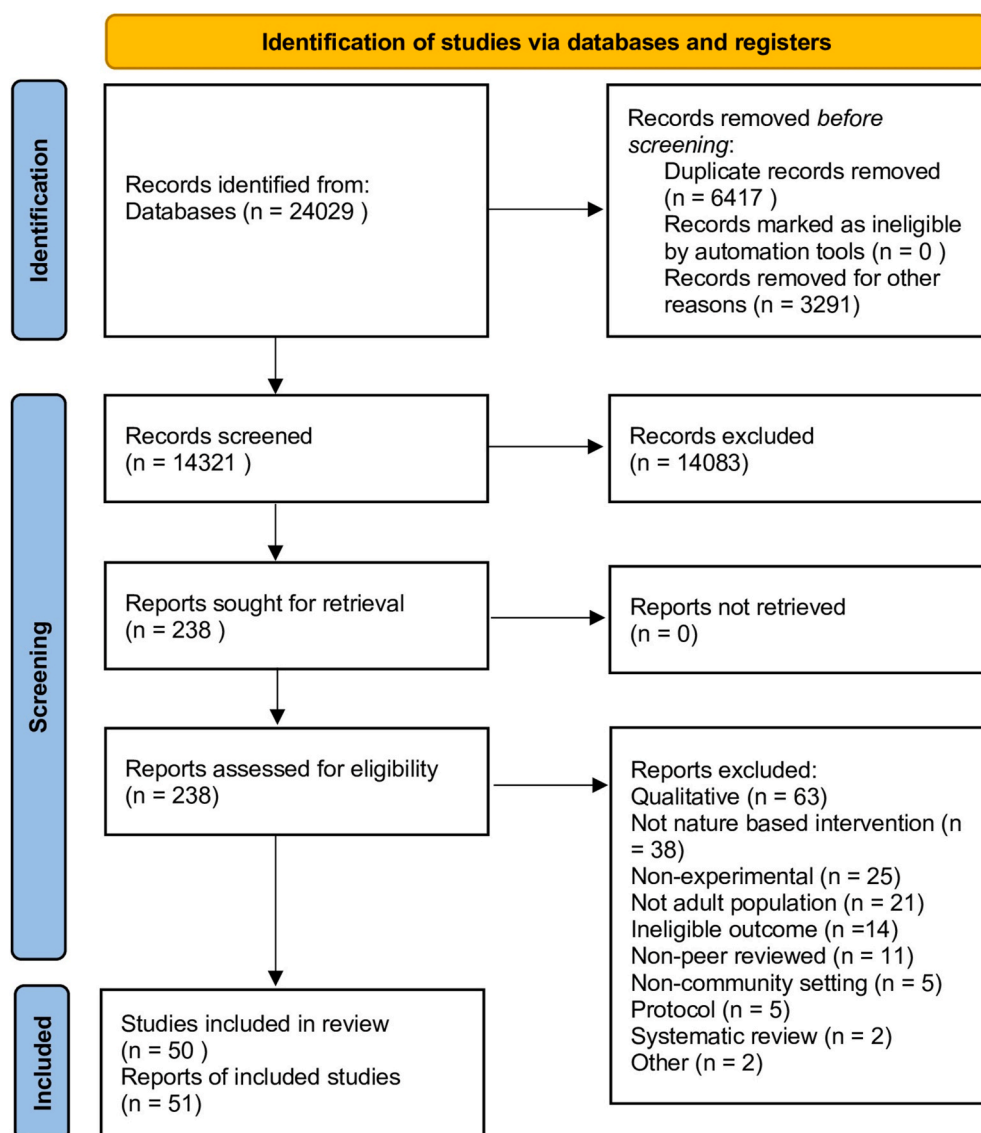 Identification of studies via databases and registers
Identification
Records identified from:
Databases (n = 24029 )
Records removed before
screening:
Duplicate records removed
(n = 6417 )
Records marked as ineligible
by automation tools (n = 0 )
Records removed for other
reasons (n = 3291)
Screening
Records screened
(n = 14321 )
Records excluded
(n = 14083)
Reports sought for retrieval
(n = 238 )
Reports not retrieved
(n = 0)
Reports assessed for eligibility
(n = 238)
Reports excluded:
Qualitative (n = 63)
Not nature based intervention (n
= 38)
Non-experimental (n = 25)
Not adult population (n = 21)
Ineligible outcome (n =14)
Non-peer reviewed (n = 11)
Non-community setting (n = 5)
Protocol (n = 5)
Systematic review (n = 2)
Other (n = 2)
Included
Studies included in review
(n = 50 )
Reports of included studies
(n = 51)